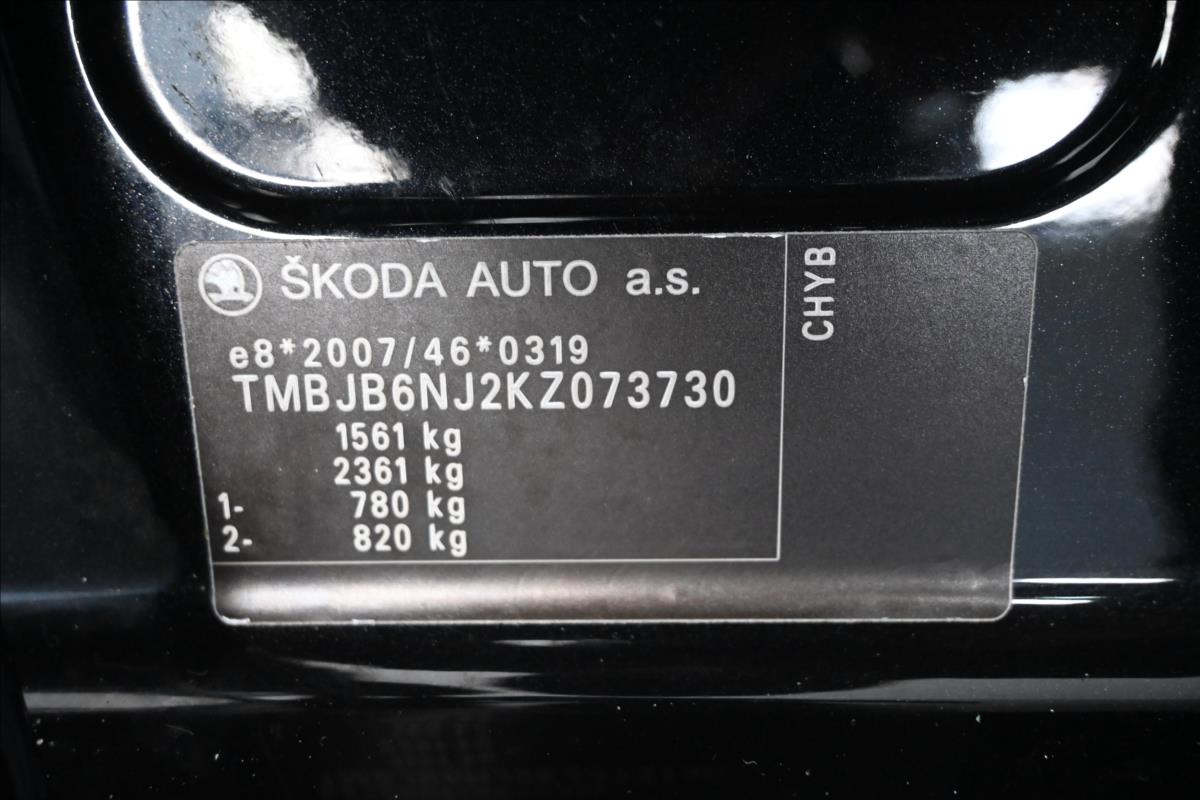 ŠKODA AUTO a.s.
e8*2007/46*0319
TMBJB6NJ2KZ073730
1561 kg
2361 kg
1- 780 kg
2- 820 kg
CHYB